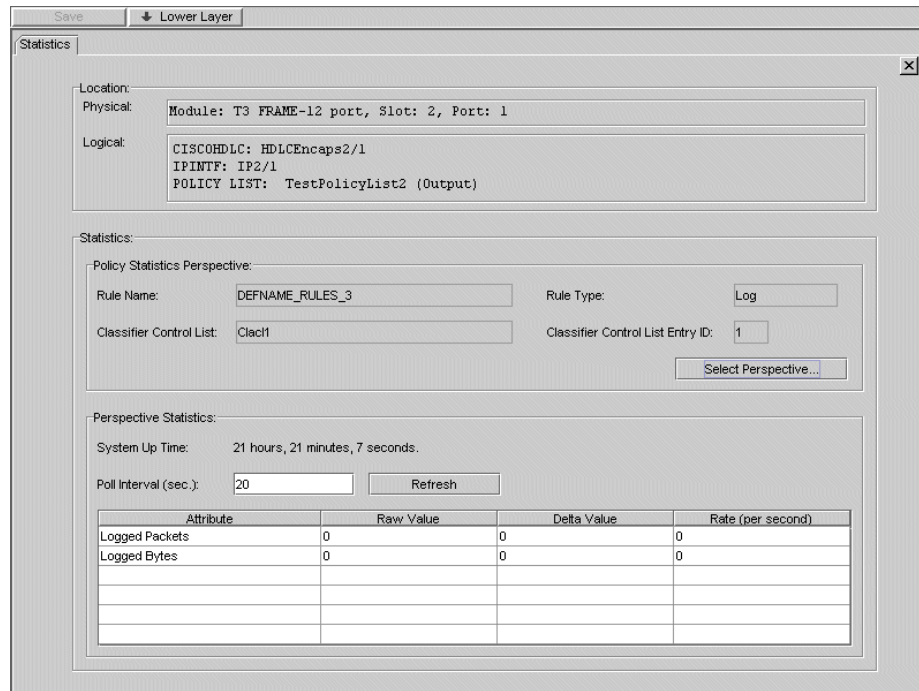 Save Lower Layer
Statistics
Location:
Physical: Module: T3 FRAME-12 port, Slot: 2, Port: 1
Logical: CISCOHDLC: HDLCEncaps2/1
IPINTF: IP2/1
POLICY LIST: TestPolicyList2 (Output)
Statistics:
Policy Statistics Perspective:
Rule Name: DEFNAME_RULES_3 Rule Type: Log
Classifier Control List: Clacl1 Classifier Control List Entry ID: 1
Select Perspective...
Perspective Statistics:
System Up Time: 21 hours, 21 minutes, 7 seconds.
Poll Interval (sec.): 20 Refresh
Attribute Raw Value Delta Value Rate (per second)
Logged Packets 0 0 0
Logged Bytes 0 0 0